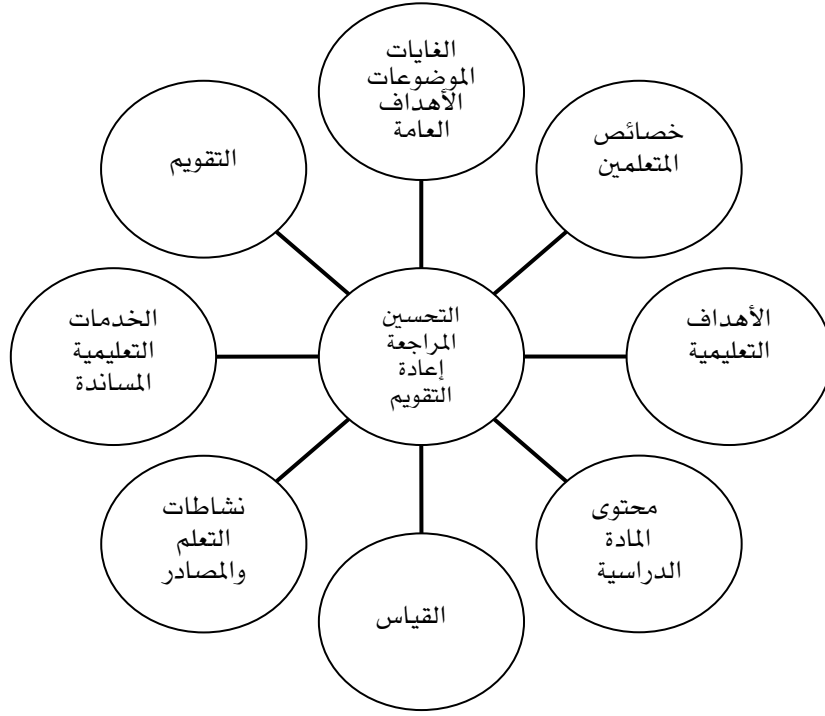 الغايات
الموضوعات
الأهداف
العامة
خصائص
المتعلمين
الأهداف
التعليمية
محتوى
المادة
الدراسية
القياس
نشاطات
التعلم
والمصادر
الخدمات
التعليمية
المساندة
التقويم
التحسين
المراجعة
إعادة
التقويم